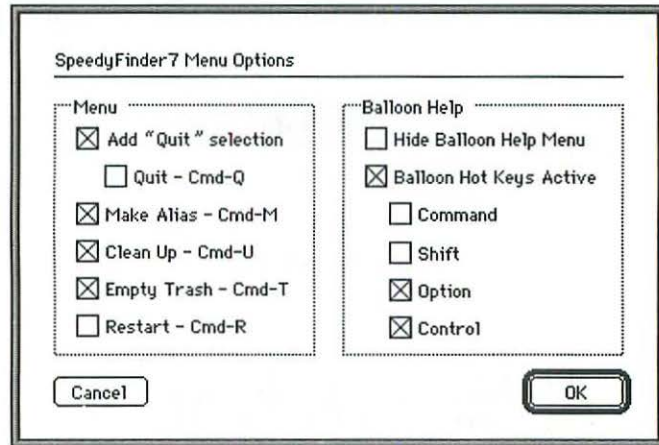 SpeedyFinder7 Menu Options
Menu
Add "Quit" selection
Quit - Cmd-Q
Make Alias - Cmd-M
Clean Up - Cmd-U
Empty Trash - Cmd-T
Restart - Cmd-R
Balloon Help
Hide Balloon Help Menu
Balloon Hot Keys Active
Command
Shift
Option
Control
Cancel
OK